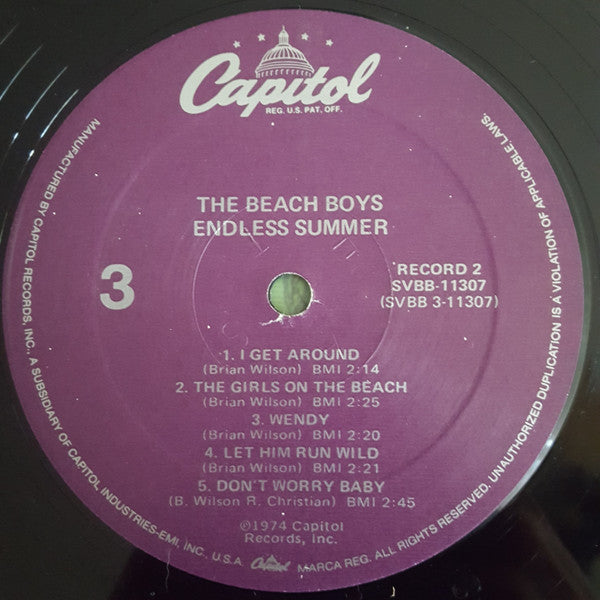 Capitol
REG. U.S. PAT. OFF.
THE BEACH BOYS
ENDLESS SUMMER
3
RECORD 2
SVBB-11307
(SVBB 3-11307)
1. I GET AROUND
(Brian Wilson) BMI 2:14
2. THE GIRLS ON THE BEACH
(Brian Wilson) BMI 2:25
3. WENDY
(Brian Wilson) BMI 2:20
4. LET HIM RUN WILD
(Brian Wilson) BMI 2:21
5. DON'T WORRY BABY
(B. Wilson R. Christian) BMI 2:45
©1974 Capitol
Records, Inc.
MANUFACTURED BY CAPITOL RECORDS, INC., A SUBSIDIARY OF CAPITOL INDUSTRIES-EMI, INC., U.S.A. Capitol MARCA REG. ALL RIGHTS RESERVED. UNAUTHORIZED DUPLICATION IS A VIOLATION OF APPLICABLE LAWS.